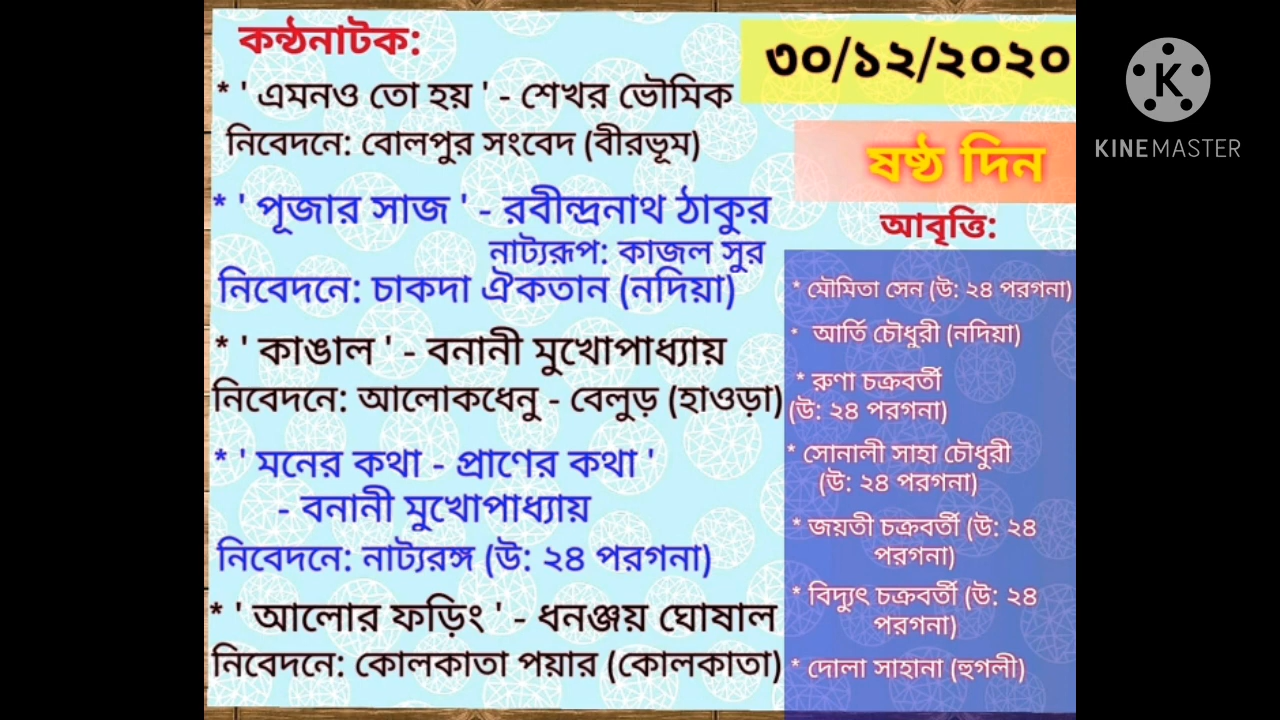 কন্ঠনাটক:
* ' এমনও তো হয় ' - শেখর ভৌমিক
নিবেদনে: বোলপুর সংবেদ (বীরভূম)
* ' পূজার সাজ ' - রবীন্দ্রনাথ ঠাকুর
নাট্যরূপ: কাজল সুর
নিবেদনে: চাকদা ঐকতান (নদিয়া)
* ' কাঙাল ' - বনানী মুখোপাধ্যায়
নিবেদনে: আলোকধেনু - বেলুড় (হাওড়া)
* ' মনের কথা - প্রাণের কথা '
- বনানী মুখোপাধ্যায়
নিবেদনে: নাট্যরঙ্গ (উ: ২৪ পরগনা)
* ' আলোর ফড়িং ' - ধনঞ্জয় ঘোষাল
নিবেদনে: কোলকাতা পয়ার (কোলকাতা)
৩০/১২/২০২০
ষষ্ঠ দিন
আবৃত্তি:
* মৌমিতা সেন (উ: ২৪ পরগনা)
* আর্তি চৌধুরী (নদিয়া)
* রুণা চক্রবর্তী
(উ: ২৪ পরগনা)
* সোনালী সাহা চৌধুরী
(উ: ২৪ পরগনা)
* জয়তী চক্রবর্তী (উ: ২৪
পরগনা)
* বিদ্যুৎ চক্রবর্তী (উ: ২৪
পরগনা)
* দোলা সাহানা (হুগলী)
K
KINEMASTER